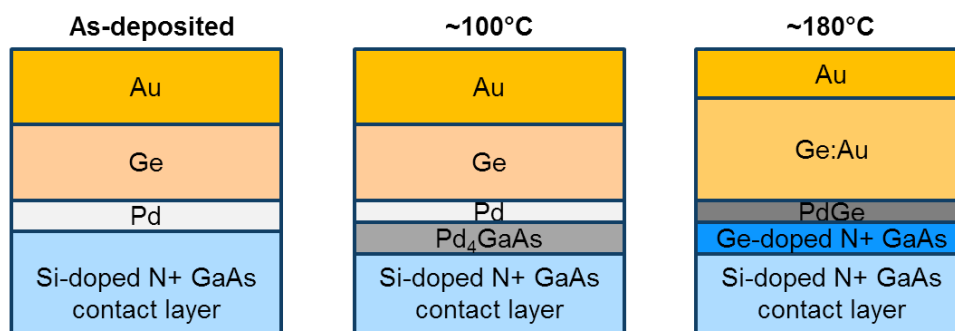 As-deposited
Au
Ge
Pd
Si-doped N+ GaAs
contact layer
~100°C
Au
Ge
Pd
Pd₄GaAs
Si-doped N+ GaAs
contact layer
~180°C
Au
Ge:Au
PdGe
Ge-doped N+ GaAs
Si-doped N+ GaAs
contact layer